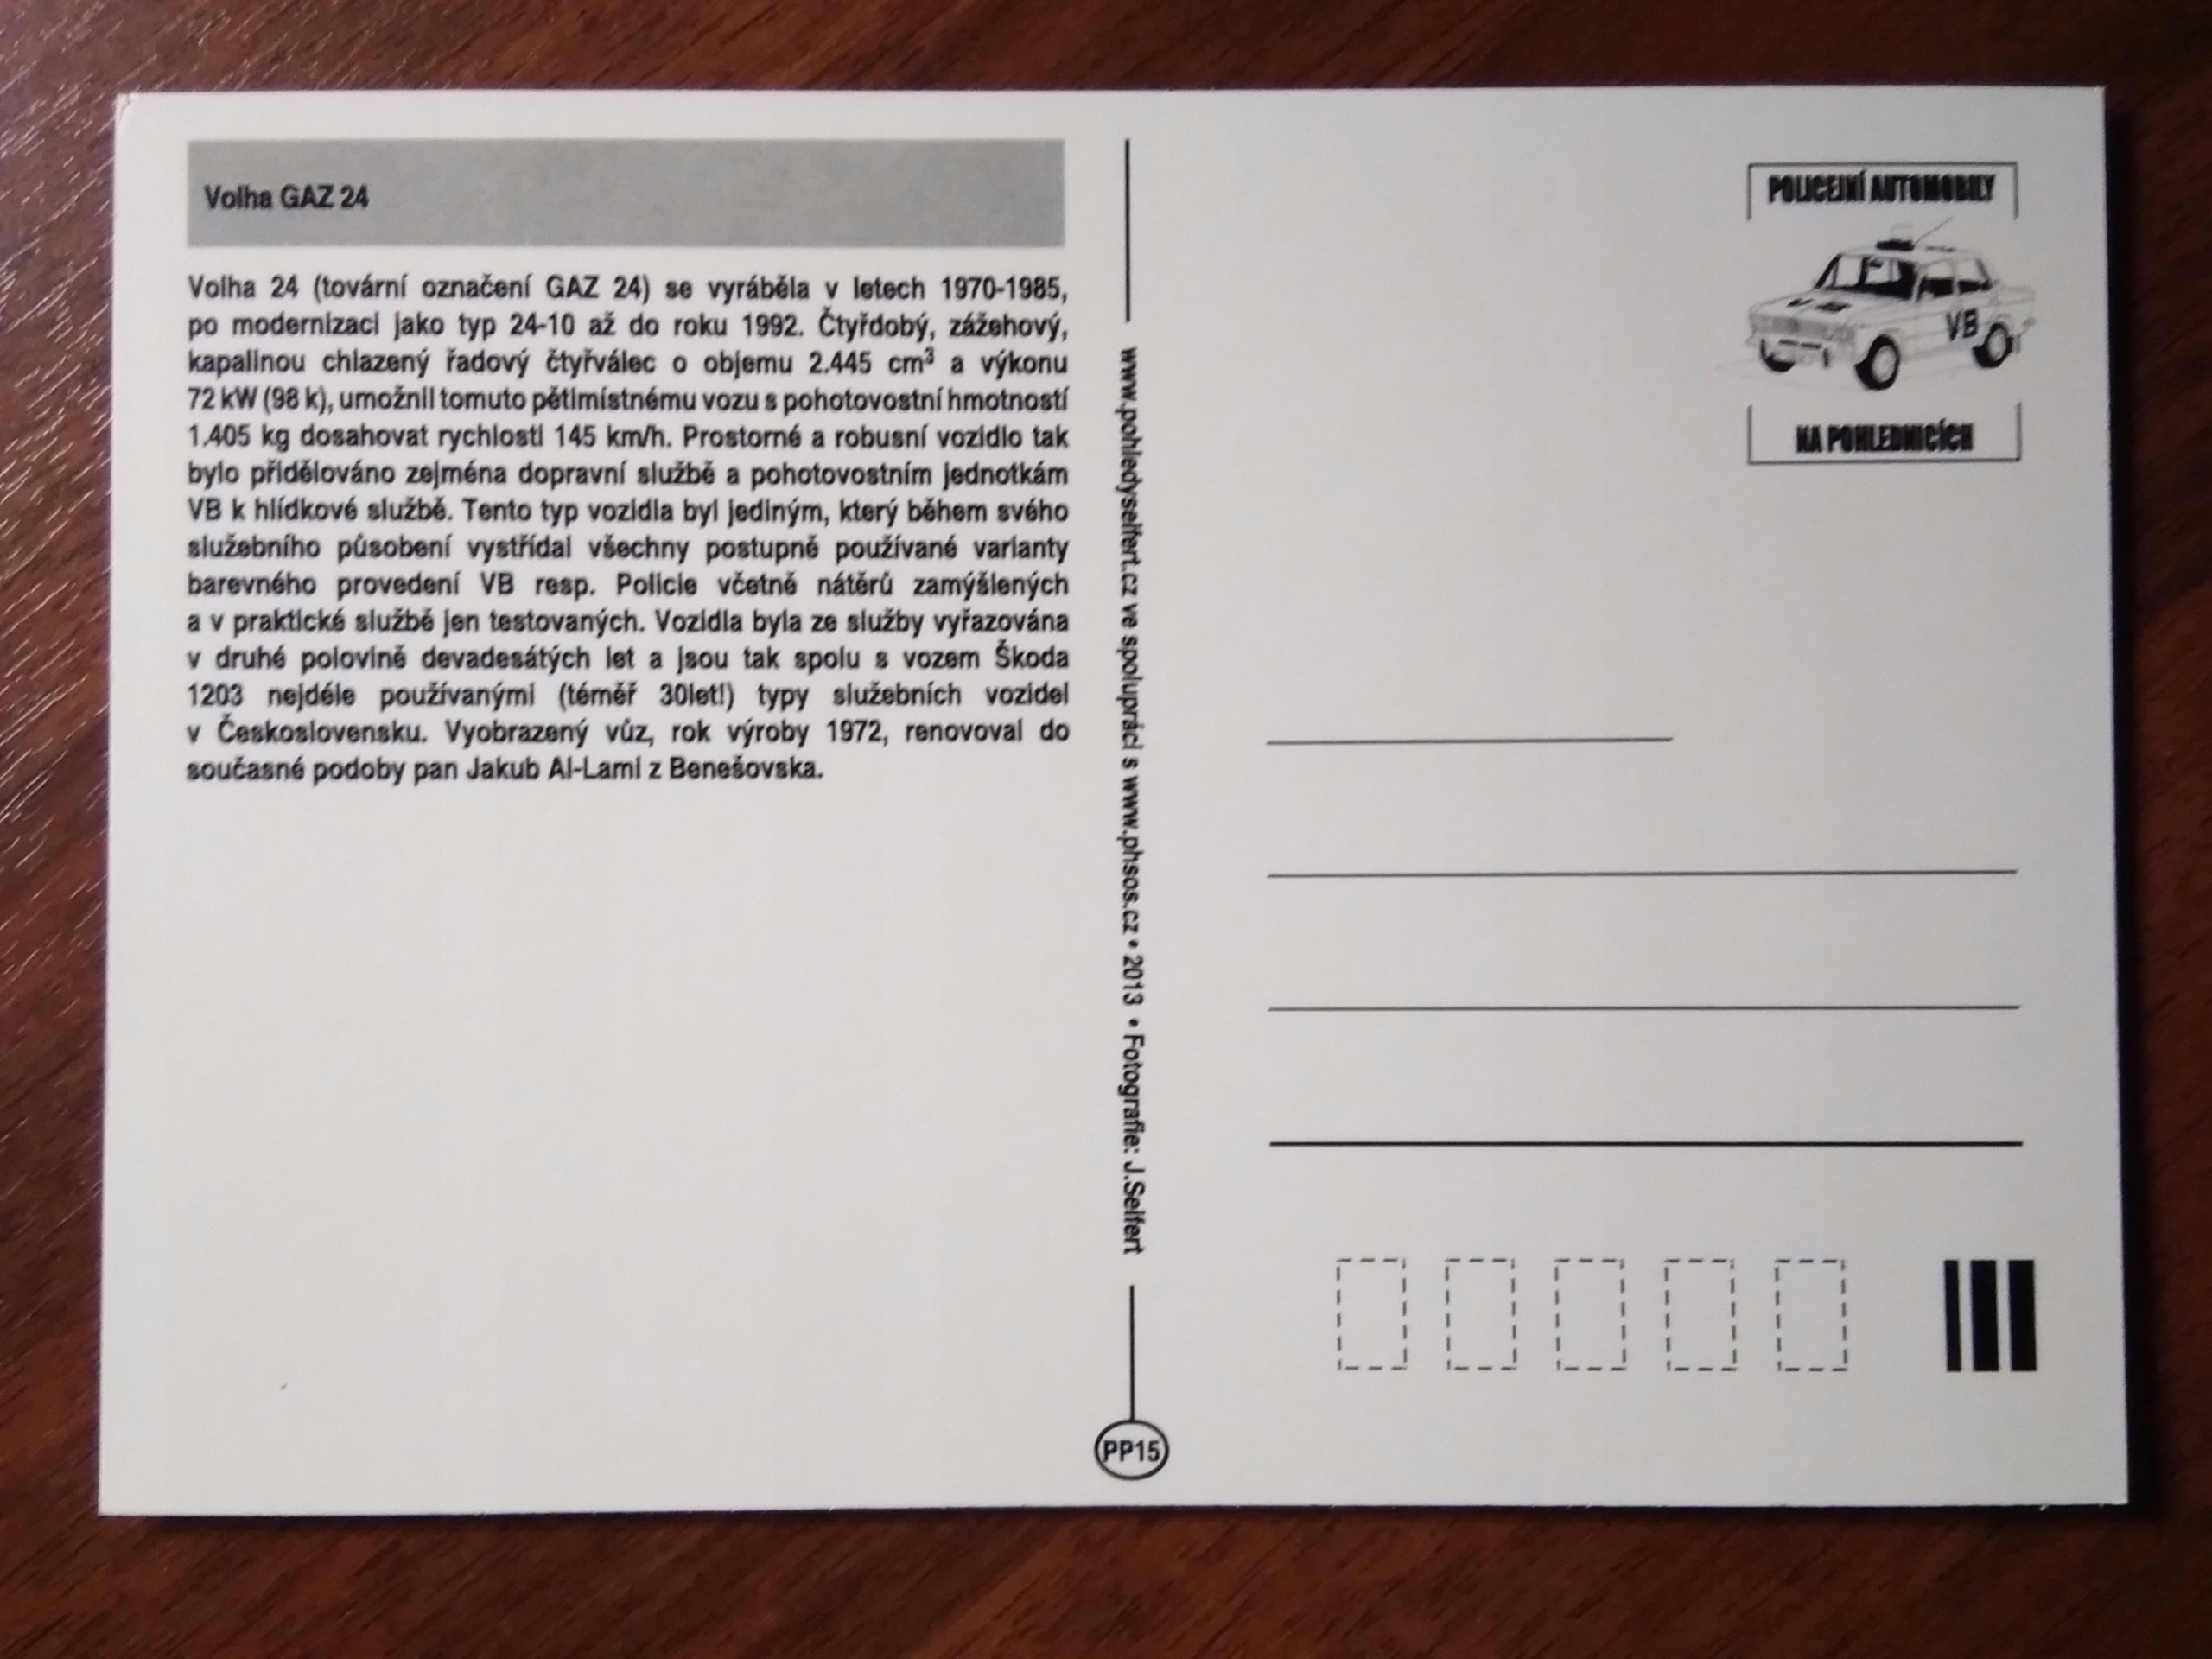 Volha GAZ 24
Volha 24 (tovární označení GAZ 24) se vyráběla v letech 1970-1985,
po modernizaci jako typ 24-10 až do roku 1992. Čtyřdobý, zážehový,
kapalinou chlazený řadový čtyřválec o objemu 2.445 cm³ a výkonu
72 kW (98 k), umožnil tomuto pětimístnému vozu s pohotovostní hmotností
1.405 kg dosahovat rychlosti 145 km/h. Prostorné a robusní vozidlo tak
bylo přidělováno zejména dopravní službě a pohotovostním jednotkám
VB k hlídkové službě. Tento typ vozidla byl jediným, který během svého
služebního působení vystřídal všechny postupně používané varianty
barevného provedení VB resp. Policie včetně nátěrů zamýšlených
a v praktické službě jen testovaných. Vozidla byla ze služby vyřazována
v druhé polovině devadesátých let a jsou tak spolu s vozem Škoda
1203 nejdéle používanými (téměř 30let!) typy služebních vozidel
v Československu. Vyobrazený vůz, rok výroby 1972, renovoval do
současné podoby pan Jakub Al-Lami z Benešovska.
www.pohledyseifert.cz ve spolupráci s www.phsos.cz • 2013 • Fotografie: J.Seifert
PP15
POLICEJNÍ AUTOMOBILY
VB
NA POHLEDNICÍCH